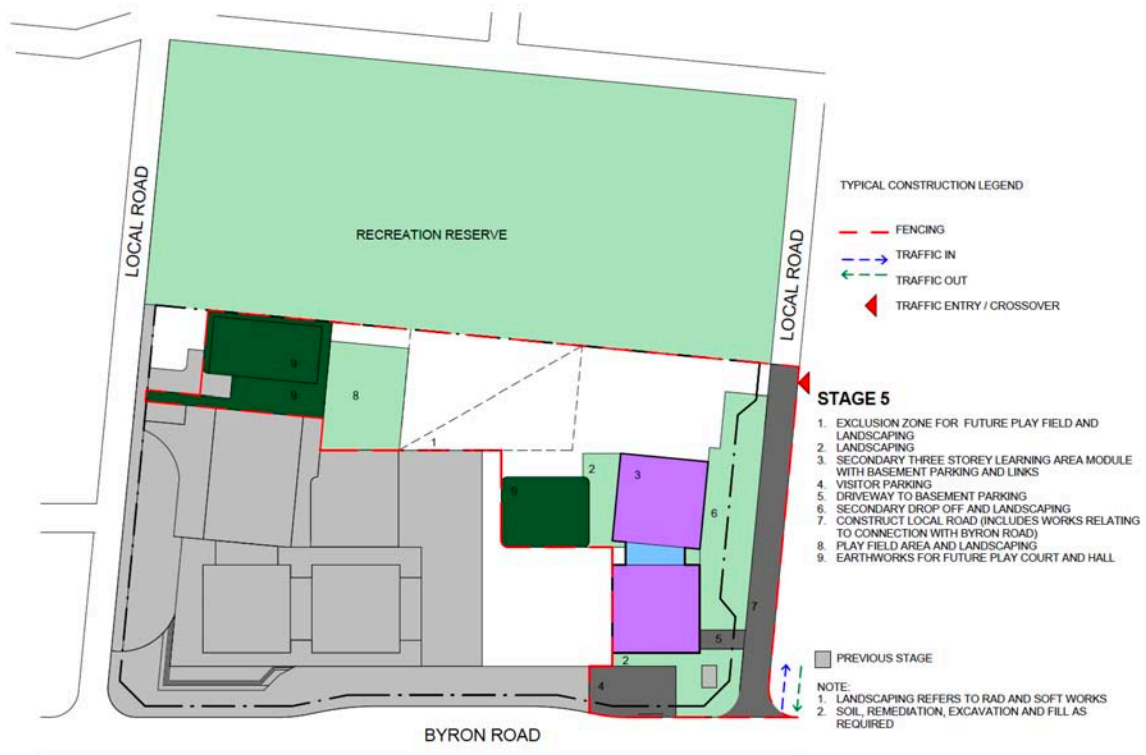 RECREATION RESERVE
LOCAL ROAD
LOCAL ROAD
TYPICAL CONSTRUCTION LEGEND
FENCING
TRAFFIC IN
TRAFFIC OUT
TRAFFIC ENTRY / CROSSOVER
STAGE 5
1. EXCLUSION ZONE FOR FUTURE PLAY FIELD AND
LANDSCAPING
2. LANDSCAPING
3. SECONDARY THREE STOREY LEARNING AREA MODULE
WITH BASEMENT PARKING AND LINKS
4. VISITOR PARKING
5. DRIVEWAY TO BASEMENT PARKING
6. SECONDARY DROP OFF AND LANDSCAPING
7. CONSTRUCT LOCAL ROAD (INCLUDES WORKS RELATING
TO CONNECTION WITH BYRON ROAD)
8. PLAY FIELD AREA AND LANDSCAPING
9. EARTHWORKS FOR FUTURE PLAY COURT AND HALL
9
9
8
1
2
3
9
6
7
5
2
4
PREVIOUS STAGE
NOTE:
1. LANDSCAPING REFERS TO RAD AND SOFT WORKS
2. SOIL, REMEDIATION, EXCAVATION AND FILL AS
REQUIRED
BYRON ROAD